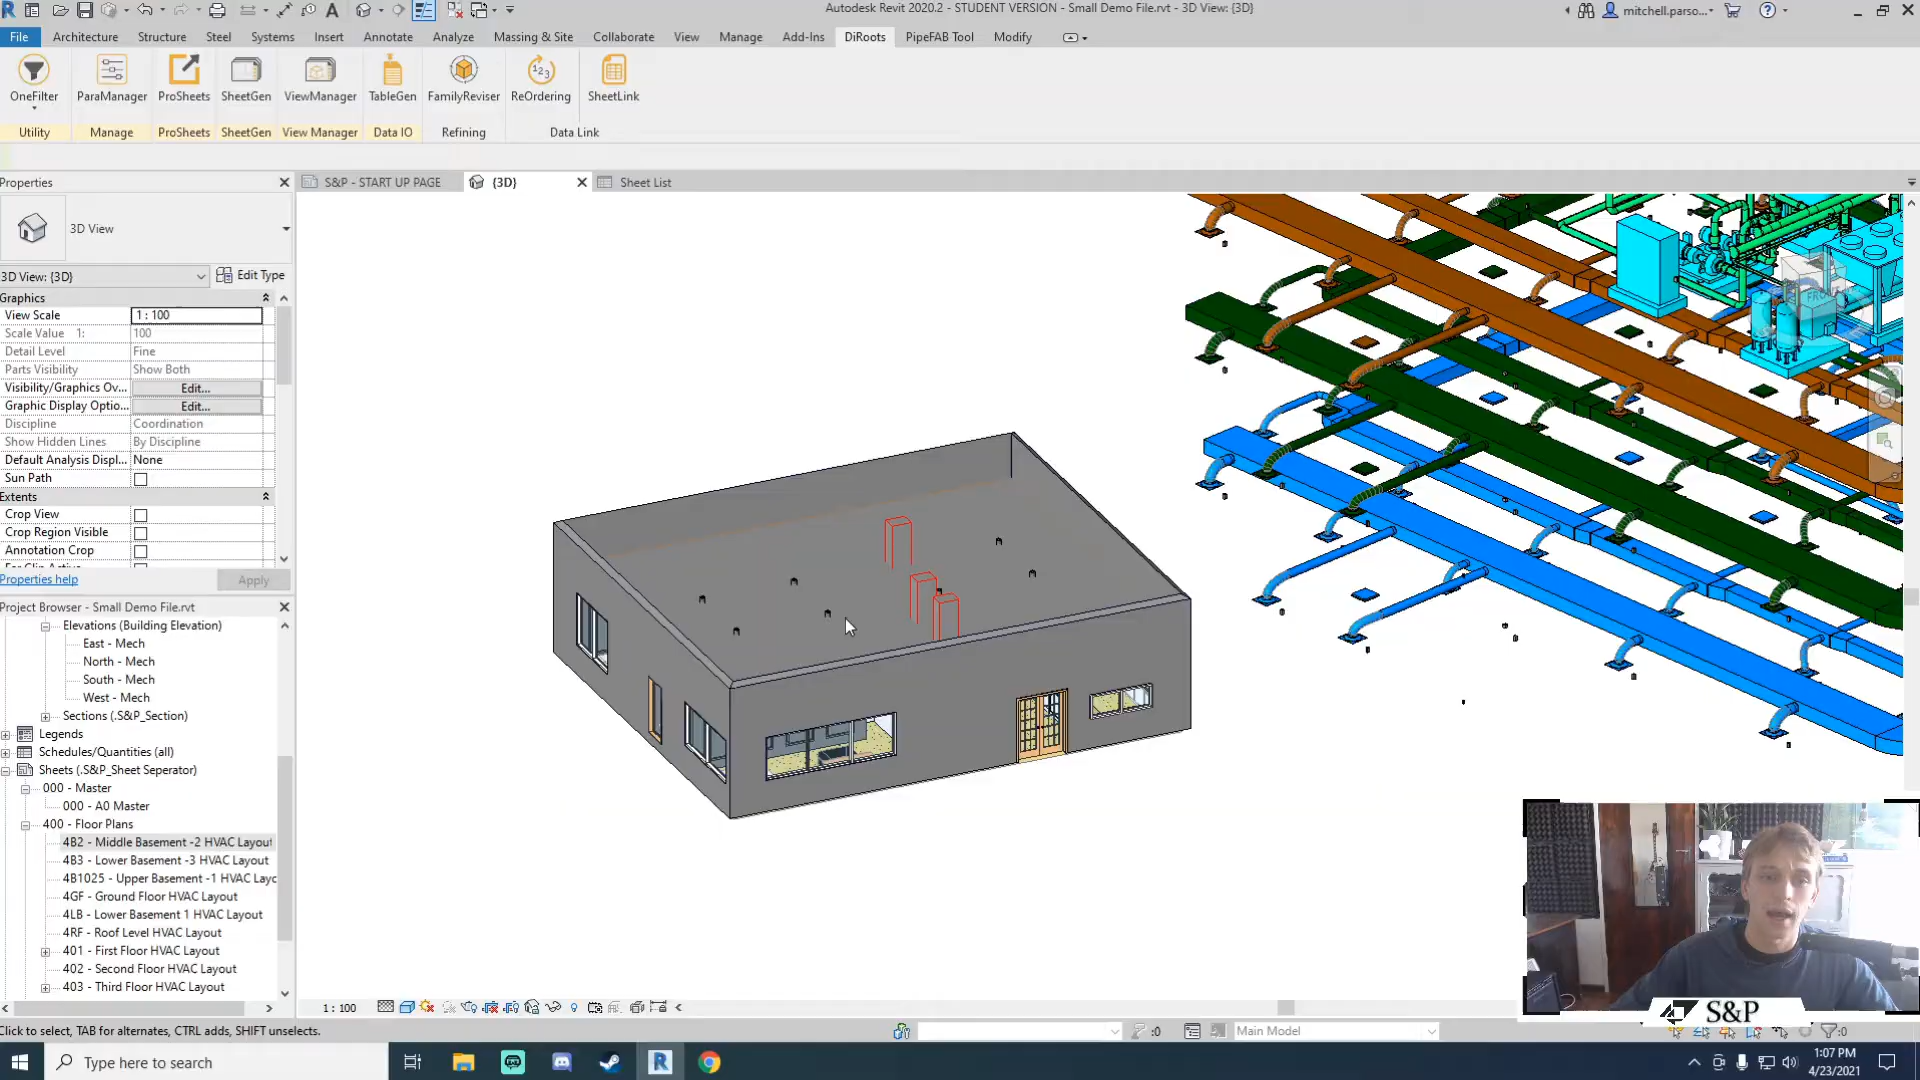 Autodesk Revit 2020.2 - STUDENT VERSION - Small Demo File.rvt - 3D View: {3D}
mitchell.parso...
File Architecture Structure Steel Systems Insert Annotate Analyze Massing & Site Collaborate View Manage Add-Ins DiRoots PipeFAB Tool Modify
OneFilter ParaManager ProSheets SheetGen ViewManager TableGen FamilyReviser ReOrdering SheetLink
Utility Manage ProSheets SheetGen View Manager Data IO Refining Data Link
Properties
S&P - START UP PAGE
{3D}
Sheet List
3D View
3D View: {3D}
Edit Type
Graphics
View Scale 1 : 100
Scale Value 1: 100
Detail Level Fine
Parts Visibility Show Both
Visibility/Graphics Ov... Edit...
Graphic Display Optio... Edit...
Discipline Coordination
Show Hidden Lines By Discipline
Default Analysis Displ... None
Sun Path
Extents
Crop View
Crop Region Visible
Annotation Crop
Properties help
Apply
Project Browser - Small Demo File.rvt
Elevations (Building Elevation)
East - Mech
North - Mech
South - Mech
West - Mech
Sections (.S&P_Section)
Legends
Schedules/Quantities (all)
Sheets (.S&P_Sheet Seperator)
000 - Master
000 - A0 Master
400 - Floor Plans
4B2 - Middle Basement -2 HVAC Layout
4B3 - Lower Basement -3 HVAC Layout
4B1025 - Upper Basement -1 HVAC Layc
4GF - Ground Floor HVAC Layout
4LB - Lower Basement 1 HVAC Layout
4RF - Roof Level HVAC Layout
401 - First Floor HVAC Layout
402 - Second Floor HVAC Layout
403 - Third Floor HVAC Layout
1 : 100
S&P
Click to select, TAB for alternates, CTRL adds, SHIFT unselects.
:0
Main Model
:0
Type here to search
1:07 PM
4/23/2021